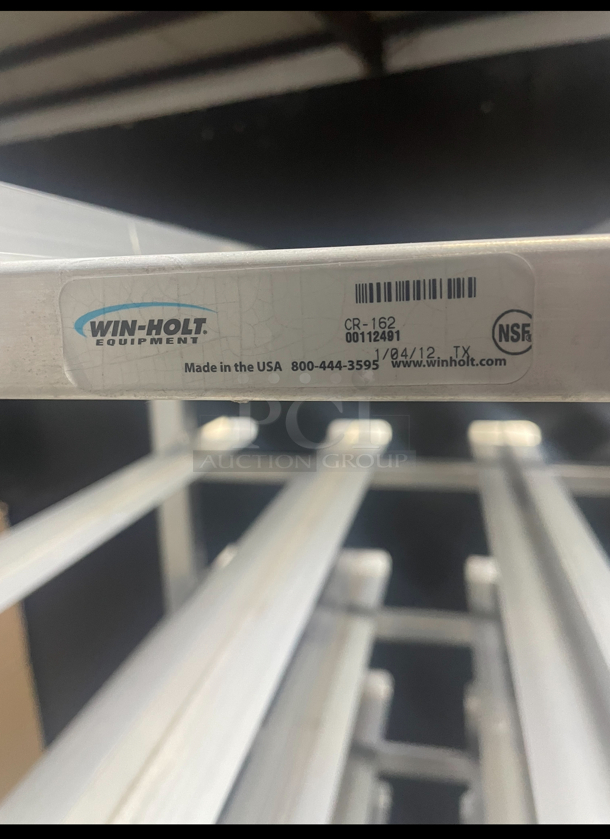 WIN-HOLT
EQUIPMENT
CR-162
00112491
1/04/12 TX
NSF
Made in the USA 800-444-3595 www.winholt.com
PCI
AUCTION GROUP